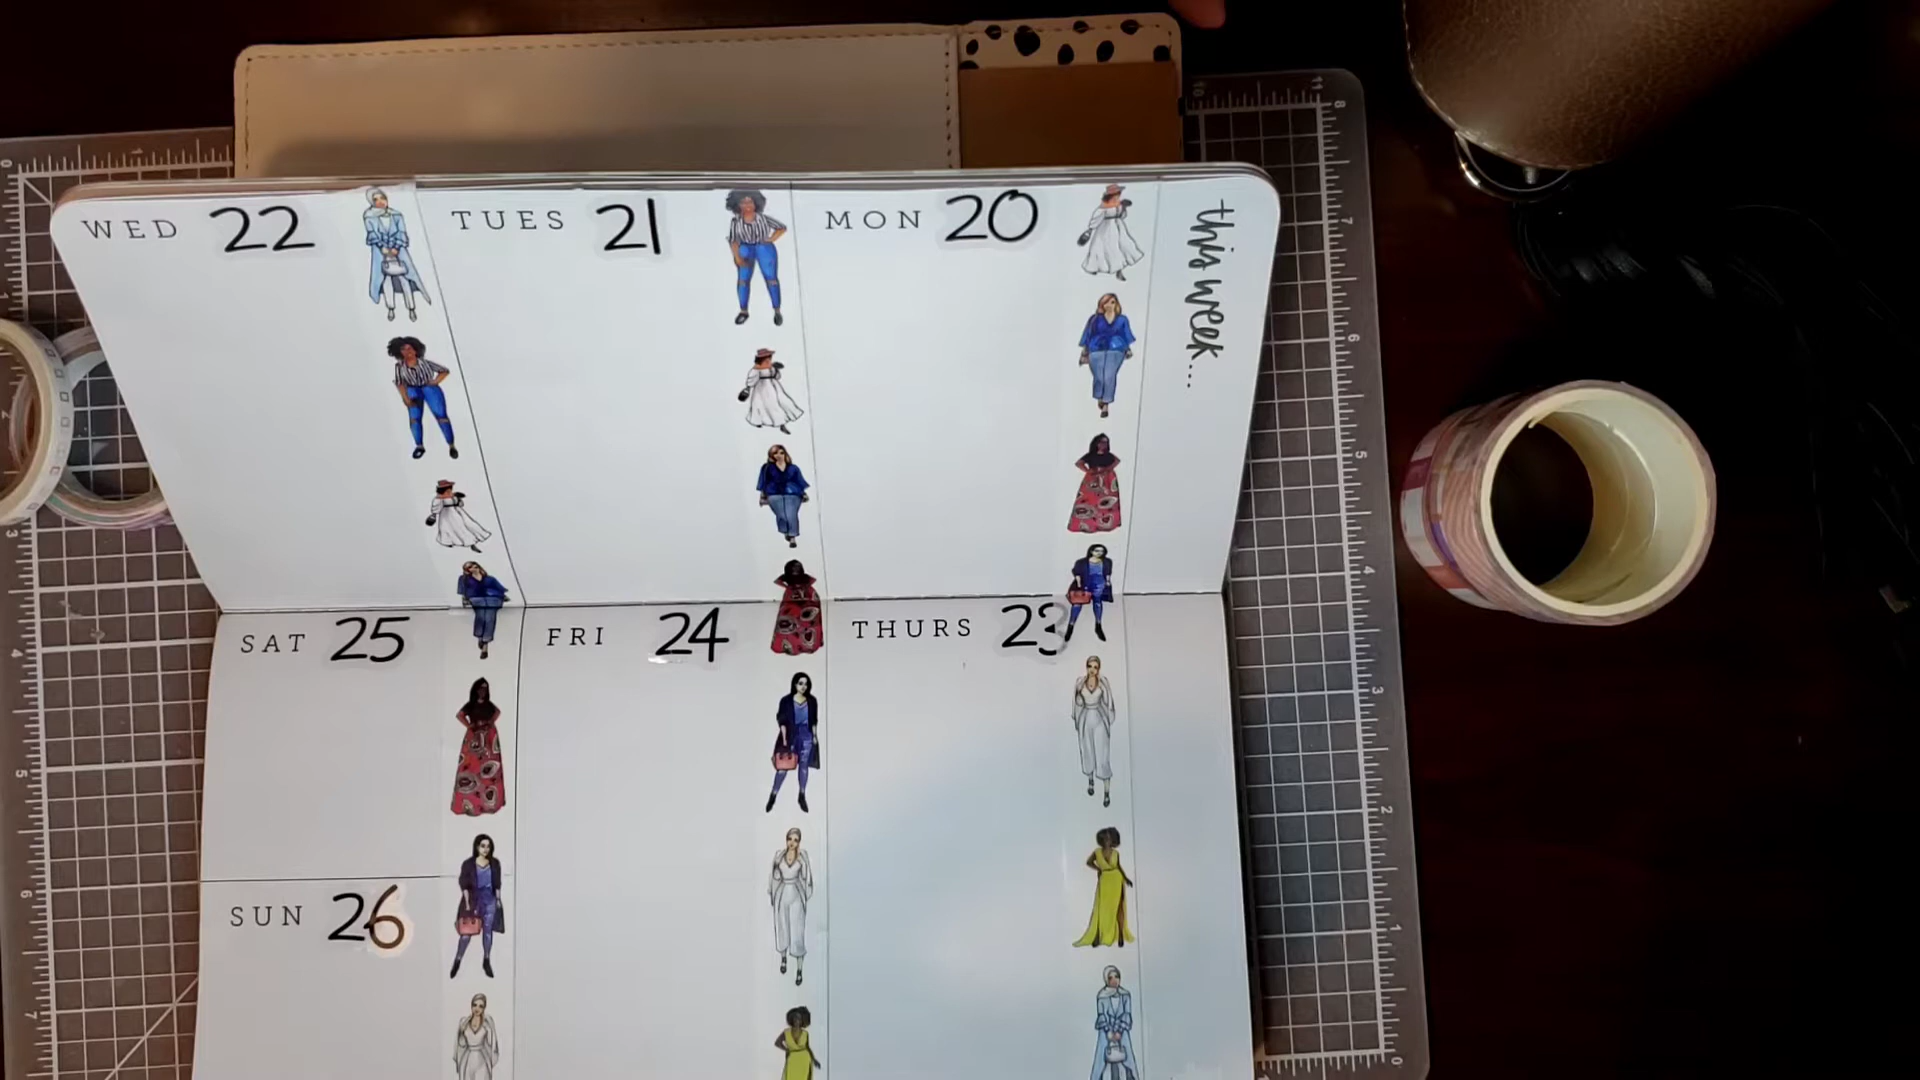 WED 22
TUES 21
MON 20
this week...
SAT 25
FRI 24
THURS 23
SUN 26